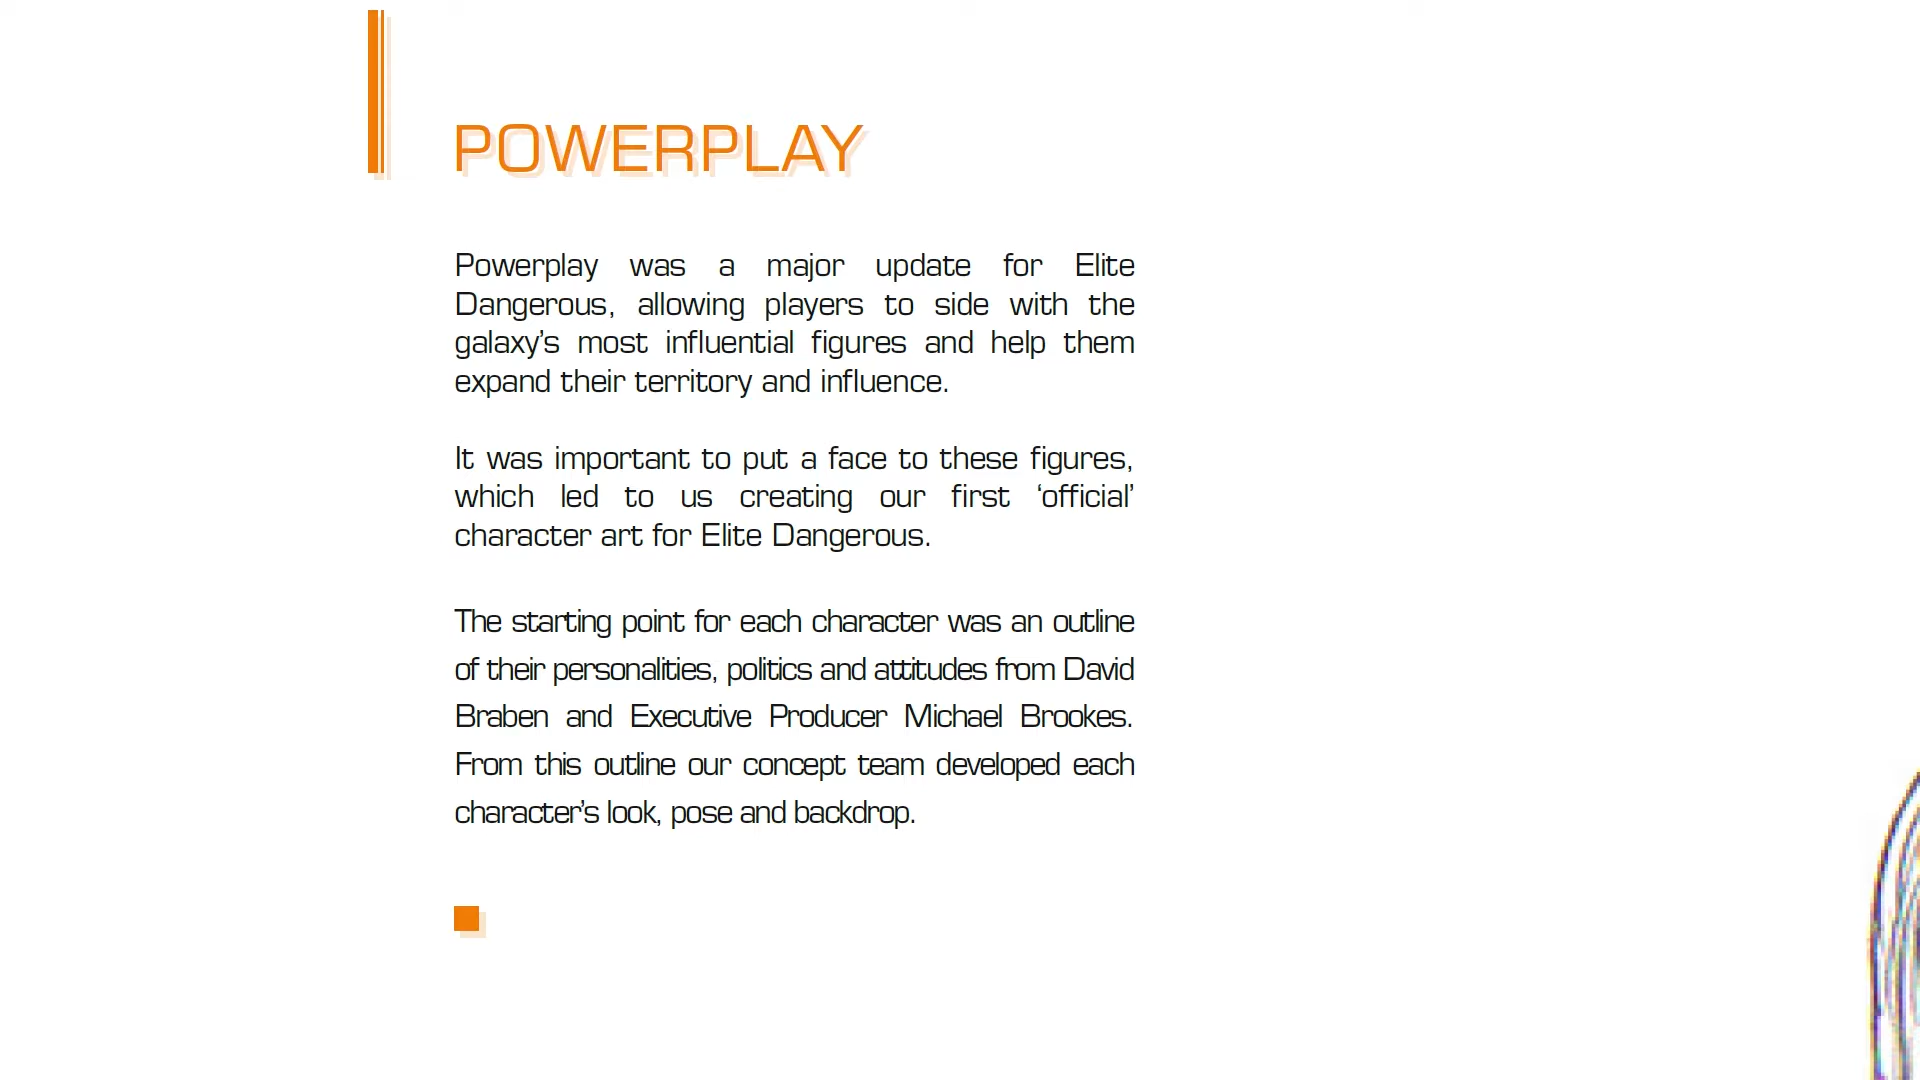 POWERPLAY
Powerplay was a major update for Elite
Dangerous, allowing players to side with the
galaxy’s most influential figures and help them
expand their territory and influence.
It was important to put a face to these figures,
which led to us creating our first ‘official’
character art for Elite Dangerous.
The starting point for each character was an outline
of their personalities, politics and attitudes from David
Braben and Executive Producer Michael Brookes.
From this outline our concept team developed each
character’s look, pose and backdrop.